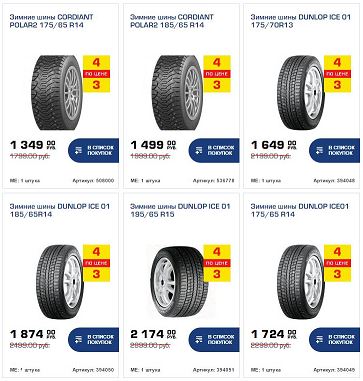 Зимние шины CORDIANT
POLAR2 175/65 R14
4
ПО ЦЕНЕ
3
1 349 00 РУБ.
1799.00 руб.
В СПИСОК
ПОКУПОК
МЕ: 1 штука Артикул: 508000
Зимние шины CORDIANT
POLAR2 185/65 R14
4
ПО ЦЕНЕ
3
1 499 00 РУБ.
1999.00 руб.
В СПИСОК
ПОКУПОК
МЕ: 1 штука Артикул: 536778
Зимние шины DUNLOP ICE 01
175/70R13
4
ПО ЦЕНЕ
3
1 649 00 РУБ.
2199.00 руб.
В СПИСОК
ПОКУПОК
МЕ: 1 штука Артикул: 394048
Зимние шины DUNLOP ICE 01
185/65R14
4
ПО ЦЕНЕ
3
1 874 00 РУБ.
2499.00 руб.
В СПИСОК
ПОКУПОК
МЕ: 1 штука Артикул: 394050
Зимние шины DUNLOP ICE 01
195/65 R15
4
ПО ЦЕНЕ
3
2 174 00 РУБ.
2899.00 руб.
В СПИСОК
ПОКУПОК
МЕ: 1 штука Артикул: 394051
Зимние шины DUNLOP ICE01
175/65 R14
4
ПО ЦЕНЕ
3
1 724 00 РУБ.
2299.00 руб.
В СПИСОК
ПОКУПОК
МЕ: 1 штука Артикул: 394049